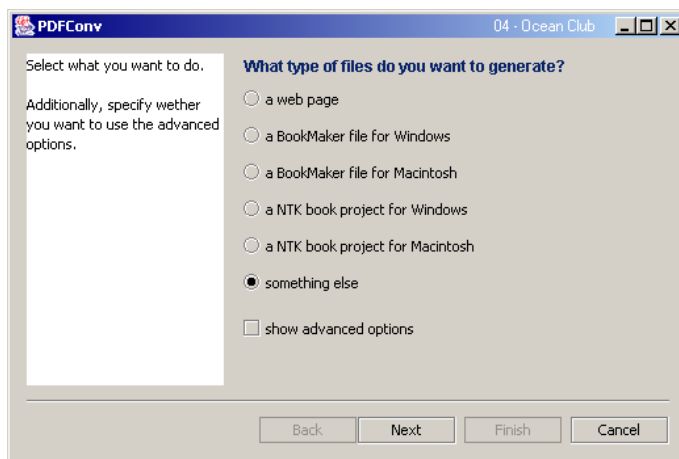 PDFConv
04 - Ocean Club
Select what you want to do.
Additionally, specify wether
you want to use the advanced
options.
What type of files do you want to generate?
a web page
a BookMaker file for Windows
a BookMaker file for Macintosh
a NTK book project for Windows
a NTK book project for Macintosh
something else
show advanced options
Back
Next
Finish
Cancel